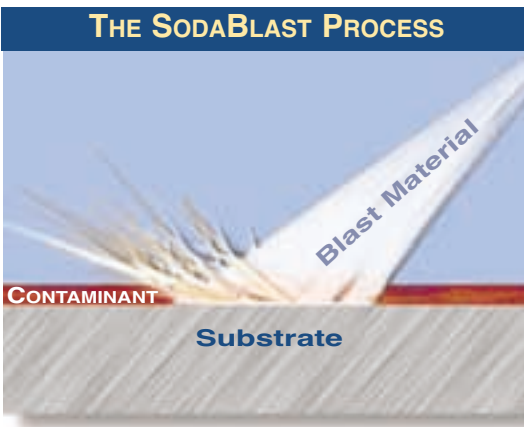 THE SODABLAST PROCESS
Blast Material
CONTAMINANT
Substrate